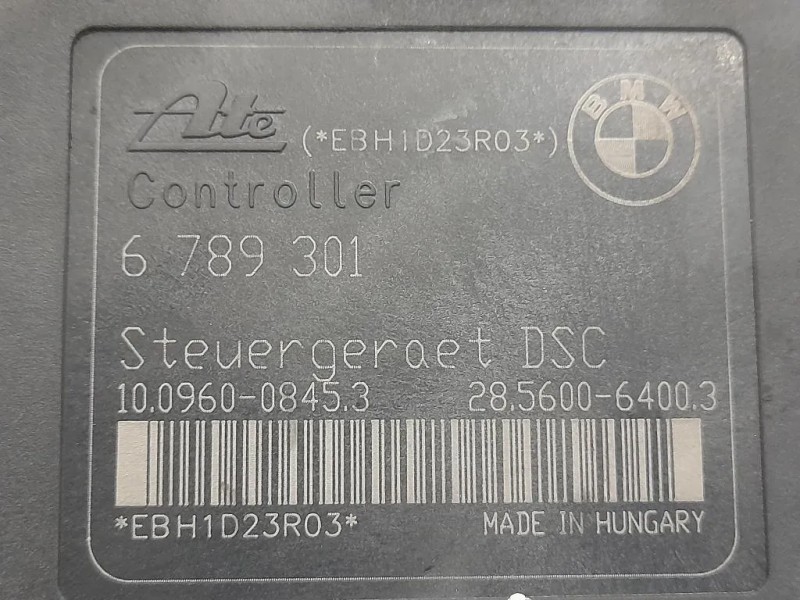 Ate (*EBH1D23R03*)
BMW
Controller
6 789 301
Steuergeraet DSC
10.0960-0845.3 28.5600-6400.3
*EBH1D23R03* MADE IN HUNGARY